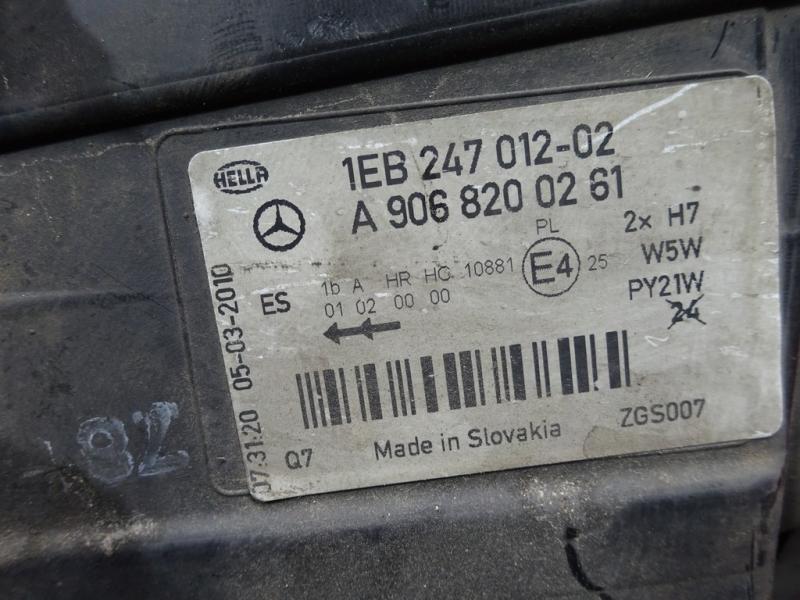 HELLA
1EB 247 012-02
A 906 820 02 61
2x H7
W5W
PY21W
24
07:31:20 05-03-2010
ES
1b A HR HC 10881
01 02 00 00
PL
E4 25
Q7
Made in Slovakia
ZGS007